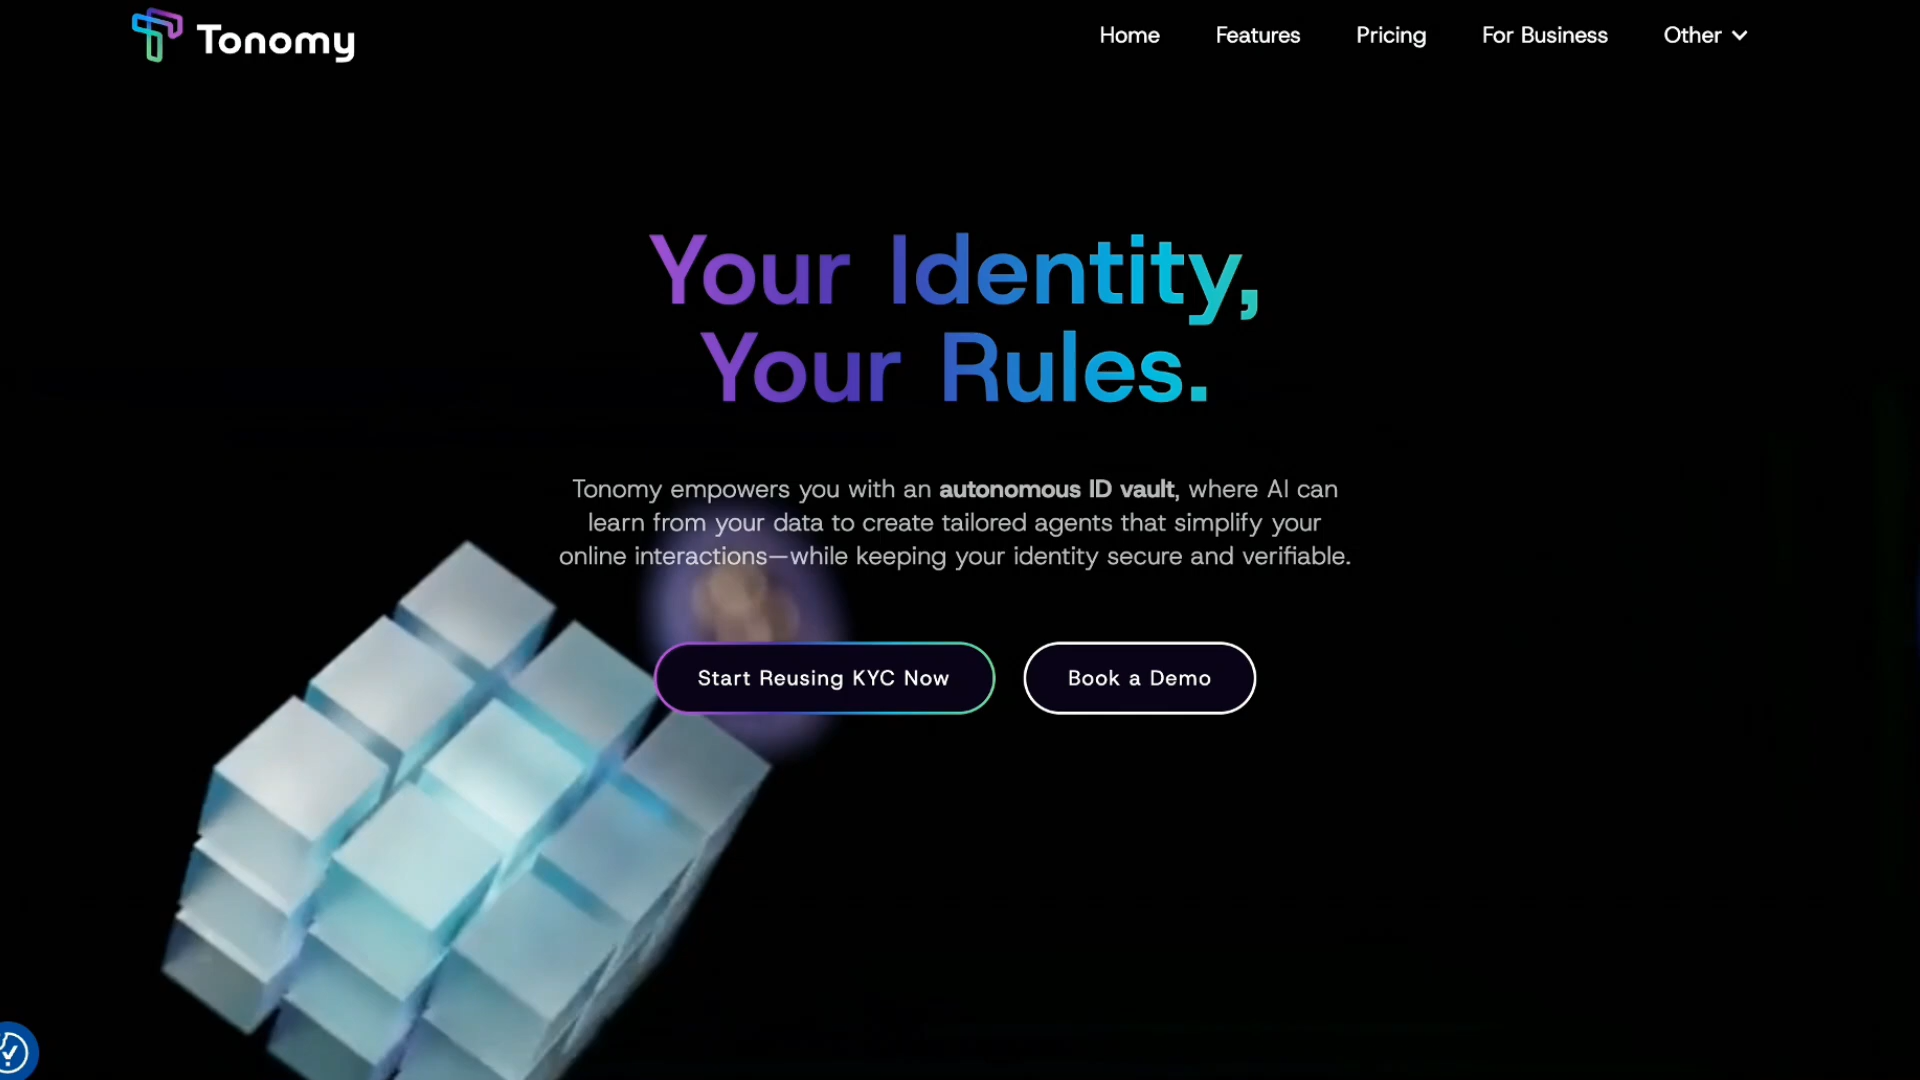 Tonomy
Home
Features
Pricing
For Business
Other
Your Identity,
Your Rules.
Tonomy empowers you with an autonomous ID vault, where AI can
learn from your data to create tailored agents that simplify your
online interactions—while keeping your identity secure and verifiable.
Start Reusing KYC Now
Book a Demo